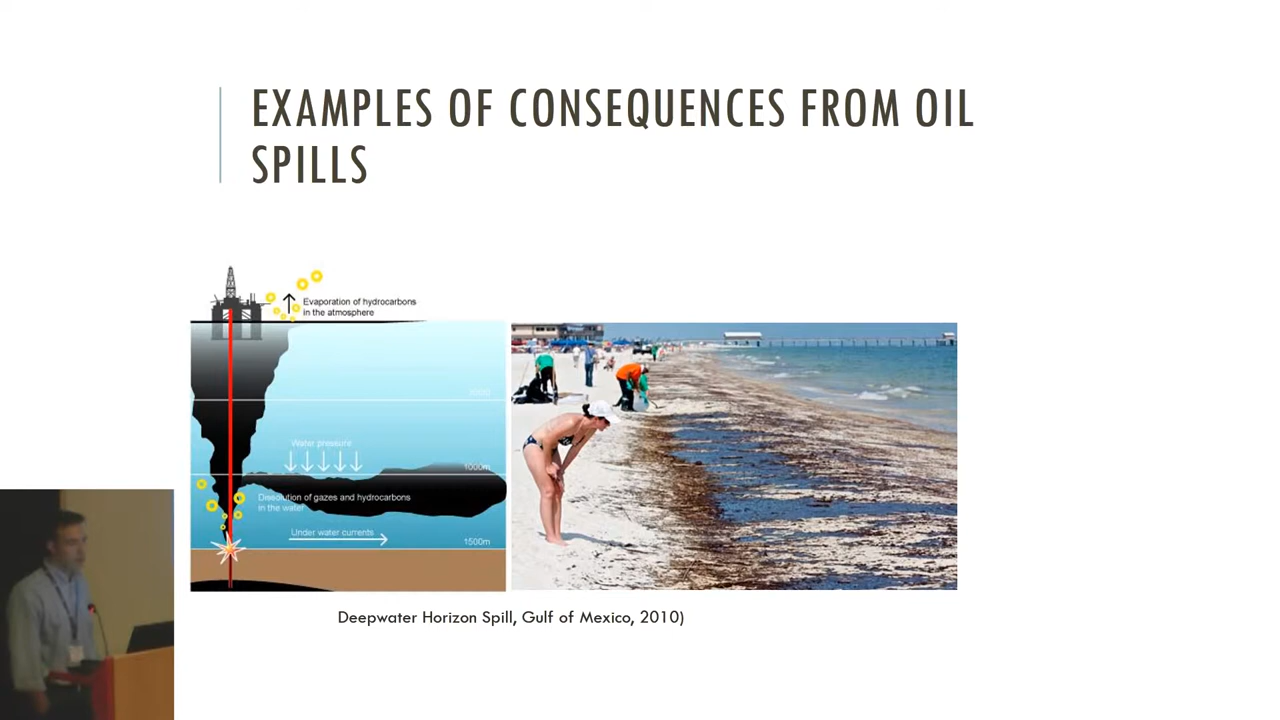 EXAMPLES OF CONSEQUENCES FROM OIL
SPILLS
Evaporation of hydrocarbons
in the atmosphere
Water pressure
1000m
Dissolution of gazes and hydrocarbons
in the water
Under water currents
1500m
Deepwater Horizon Spill, Gulf of Mexico, 2010)